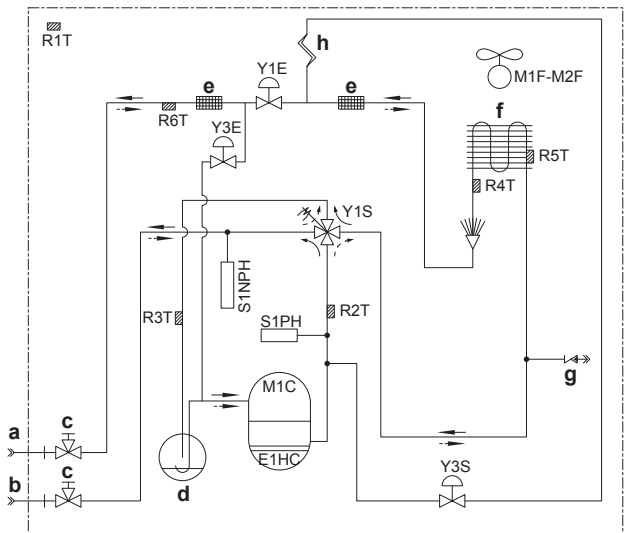 R1T
h
M1F-M2F
Y1E
e
e
f
R6T
Y3E
R5T
R4T
Y1S
S1NPH
R3T
S1PH
R2T
g
M1C
a
c
E1HC
b
c
d
Y3S